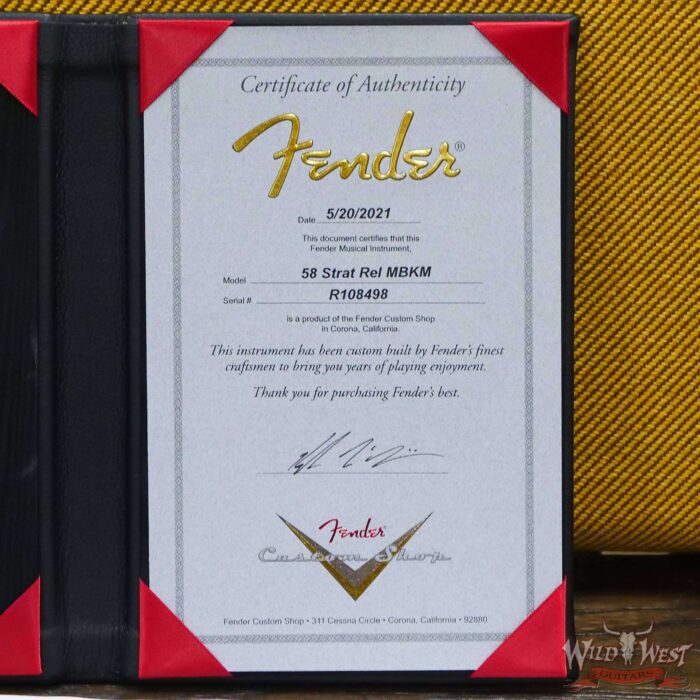 Certificate of Authenticity
Fender®
Date 5/20/2021
This document certifies that this
Fender Musical Instrument,
Model 58 Strat Rel MBKM
Serial # R108498
is a product of the Fender Custom Shop
in Corona, California.
This instrument has been custom built by Fender's finest
craftsmen to bring you years of playing enjoyment.
Thank you for purchasing Fender's best.
Fender
Custom Shop
Fender Custom Shop • 311 Cessna Circle • Corona, California • 92880
WILD WEST
GUITARS